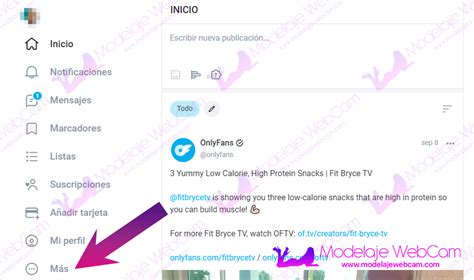 INICIO
Inicio
Escribir nueva publicación...
Notificaciones
1
Mensajes
Marcadores
Todo
Listas
OnlyFans
sep 8
@onlyfans
Suscripciones
3 Yummy Low Calorie, High Protein Snacks | Fit Bryce TV
Añadir tarjeta
@fitbrycetv is showing you three low-calorie snacks that are high in protein so
you can build muscle!
Mi perfil
For more Fit Bryce TV, watch OFTV: of.tv/creators/fit-bryce-tv
Más
onlyfans.com/fitbrycetv / onlyfans.com
Modelaje WebCam
www.modelajewebcam.com